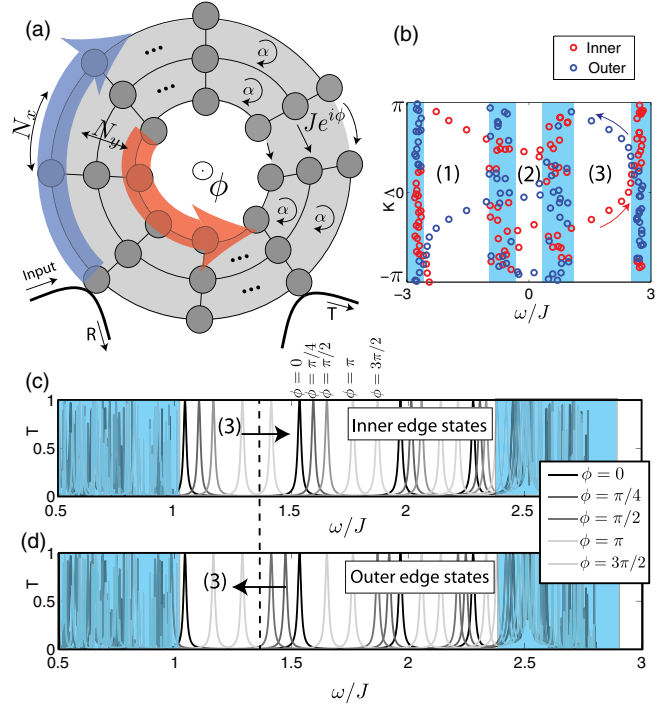 (a)
α
α
α
α
N_x
N_y
Je^{iϕ}
ϕ
Input
R
T
(b)
Inner
Outer
π
0
−π
K Λ
(1)
(2)
(3)
−3
0
3
ω/J
ϕ = 0
ϕ = π/4
ϕ = π/2
ϕ = π
ϕ = 3π/2
(c)
1
0.5
0
T
(3)
Inner edge states
0.5
1
1.5
2
2.5
ω/J
ϕ = 0
ϕ = π/4
ϕ = π/2
ϕ = π
ϕ = 3π/2
(d)
1
0.5
0
T
(3)
Outer edge states
0.5
1
1.5
2
2.5
3
ω/J